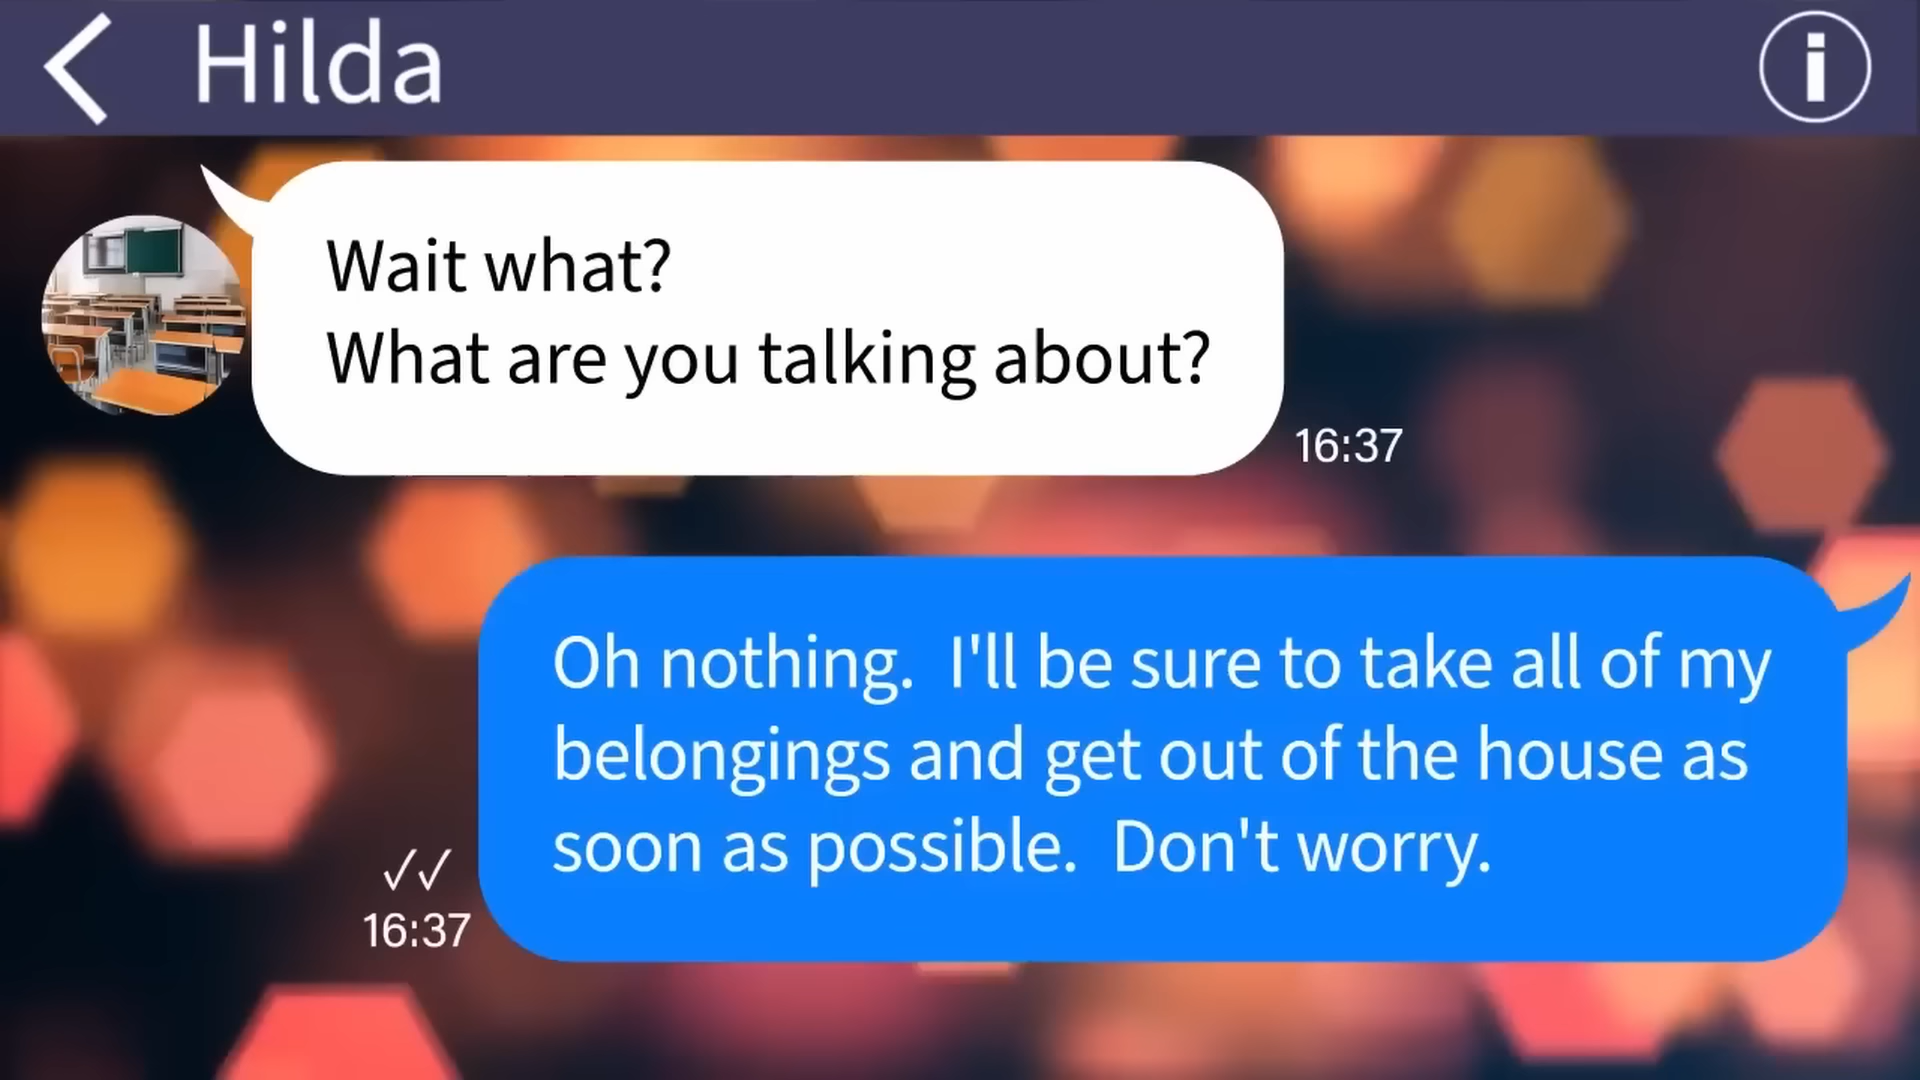 Hilda
Wait what?
What are you talking about?
16:37
Oh nothing.  I'll be sure to take all of my
belongings and get out of the house as
soon as possible.  Don't worry.
✓✓
16:37